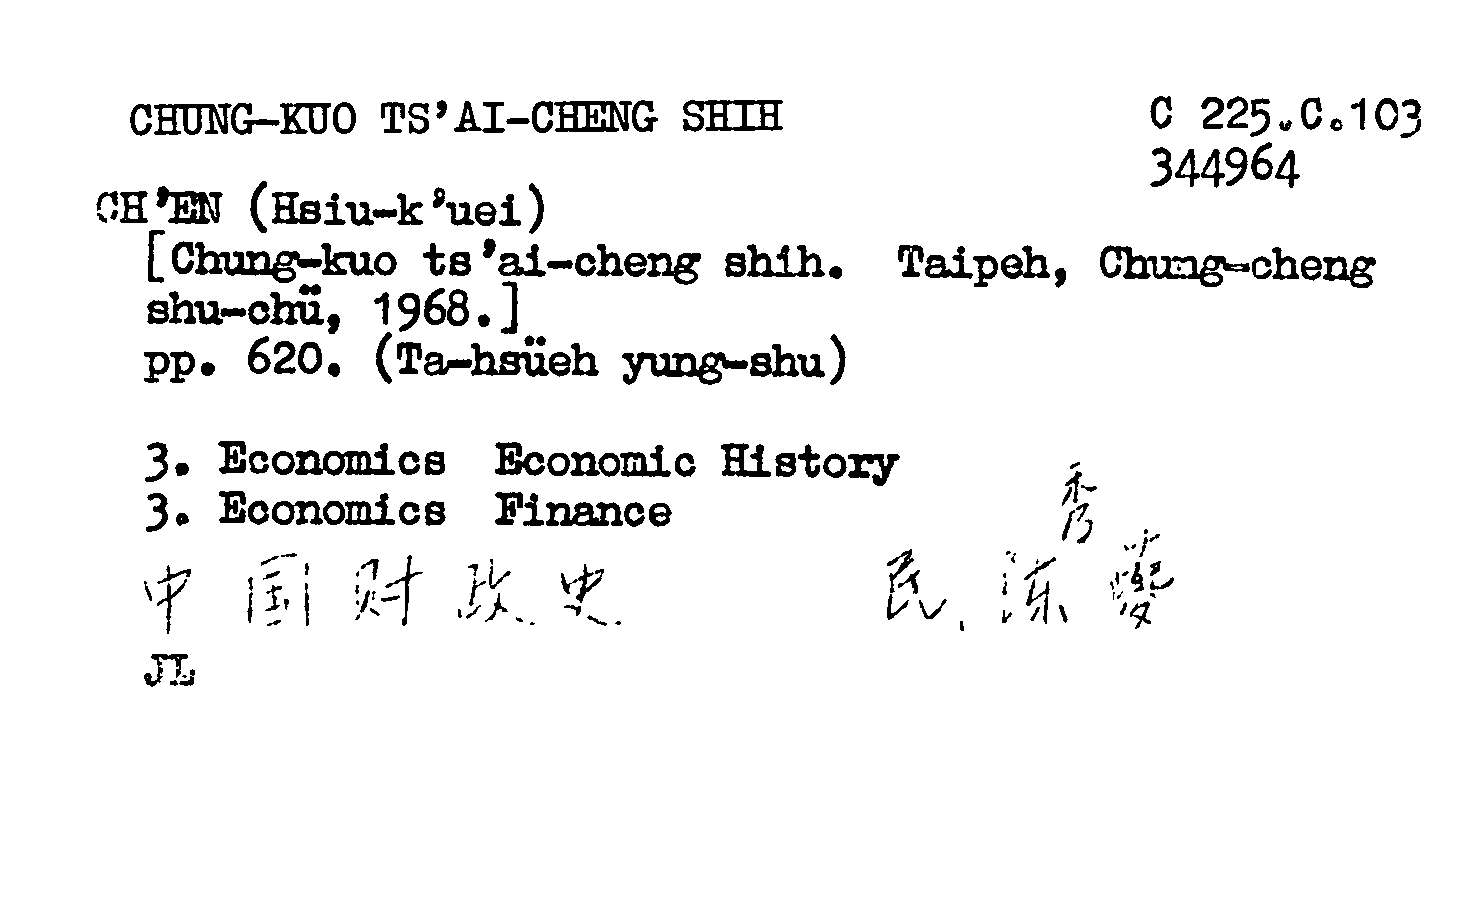 CHUNG-KUO TS'AI-CHENG SHIH
C 225.C.103
344964
CH'EN (Hsiu-k'uei)
[Chung-kuo ts'ai-cheng shih. Taipeh, Chung-cheng
shu-chü, 1968.]
pp. 620. (Ta-hsüeh yung-shu)
3. Economics Economic History
3. Economics Finance
中国财政史 民、陈秀夔
JL